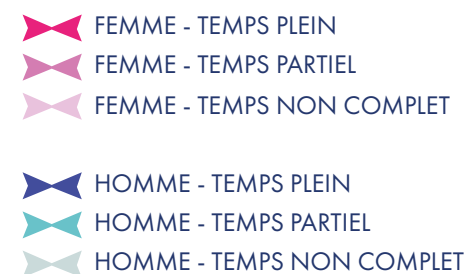 FEMME - TEMPS PLEIN
FEMME - TEMPS PARTIEL
FEMME - TEMPS NON COMPLET
HOMME - TEMPS PLEIN
HOMME - TEMPS PARTIEL
HOMME - TEMPS NON COMPLET